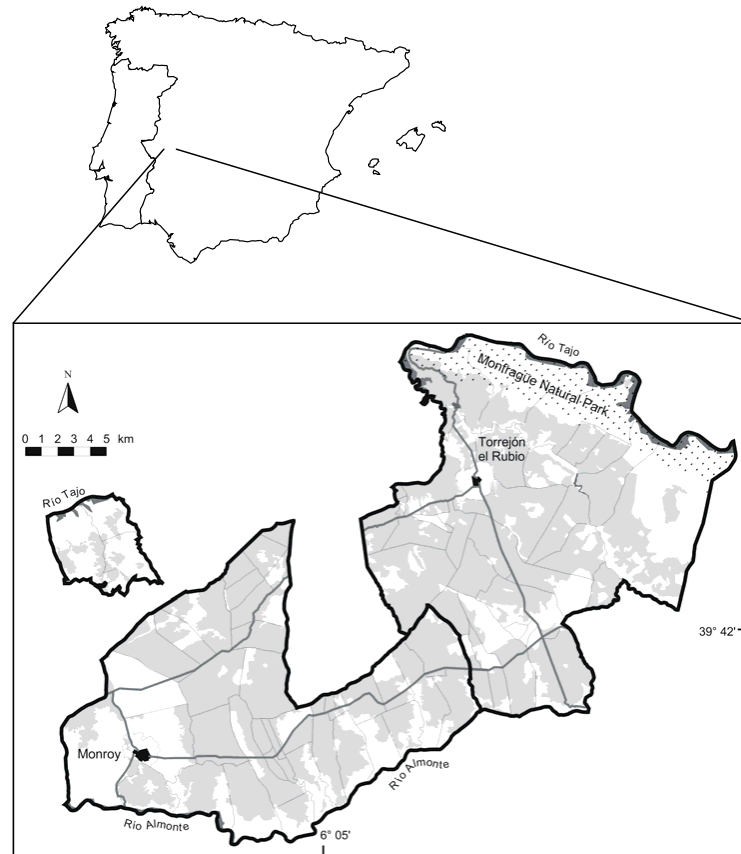 Río Tajo
Monfragüe Natural Park
N
0 1 2 3 4 5 km
Torrejón
el Rubio
Río Tajo
39° 42'
Monroy
Río Almonte
Río Almonte
6° 05'